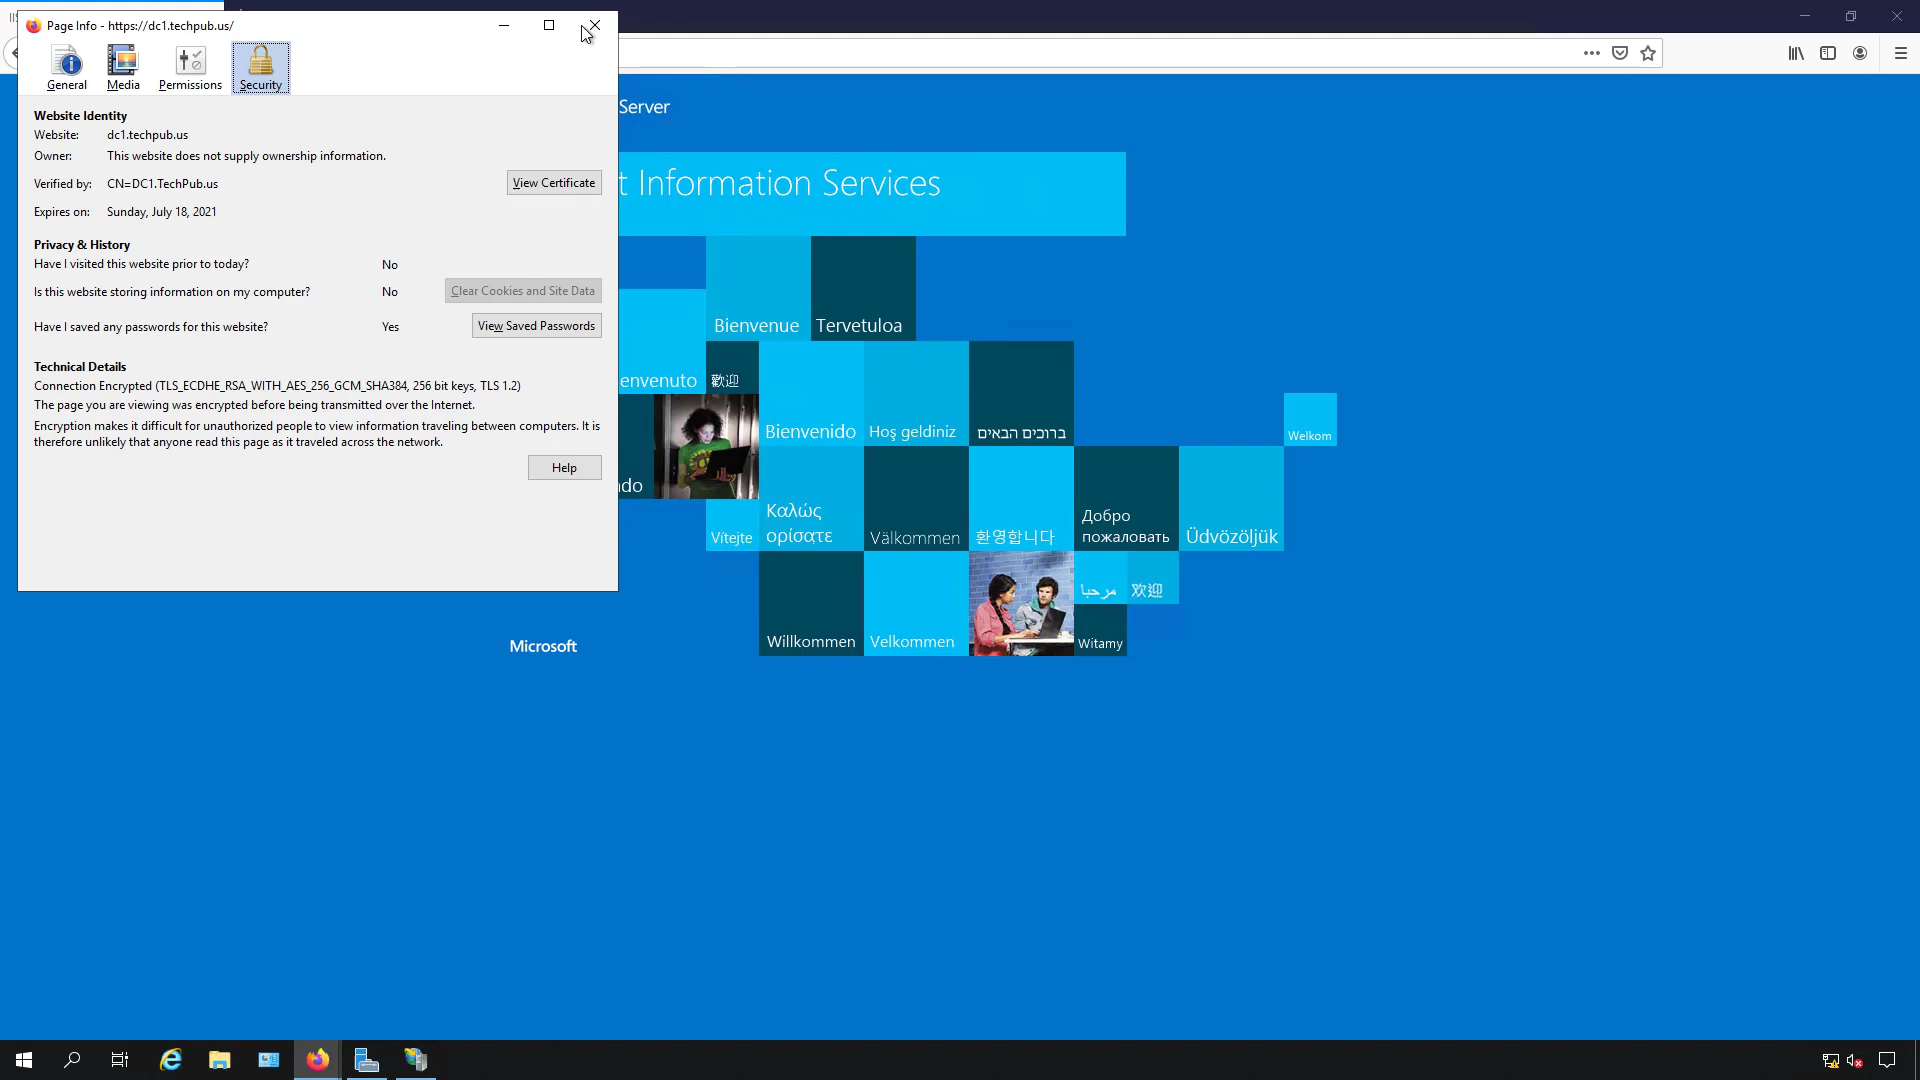 IIS
Page Info - https://dc1.techpub.us/
General
Media
Permissions
Security
Website Identity
Website: dc1.techpub.us
Owner: This website does not supply ownership information.
Verified by: CN=DC1.TechPub.us
View Certificate
Expires on: Sunday, July 18, 2021
Privacy & History
Have I visited this website prior to today? No
Is this website storing information on my computer? No
Clear Cookies and Site Data
Have I saved any passwords for this website? Yes
View Saved Passwords
Technical Details
Connection Encrypted (TLS_ECDHE_RSA_WITH_AES_256_GCM_SHA384, 256 bit keys, TLS 1.2)
The page you are viewing was encrypted before being transmitted over the Internet.
Encryption makes it difficult for unauthorized people to view information traveling between computers. It is
therefore unlikely that anyone read this page as it traveled across the network.
Help
Server
t Information Services
Bienvenue
Tervetuloa
envenuto
歡迎
Bienvenido
Hoş geldiniz
ברוכים הבאים
Welkom
do
Vítejte
Καλώς
ορίσατε
Välkommen
환영합니다
Добро
пожаловать
Üdvözöljük
مرحبا
欢迎
Willkommen
Velkommen
Witamy
Microsoft